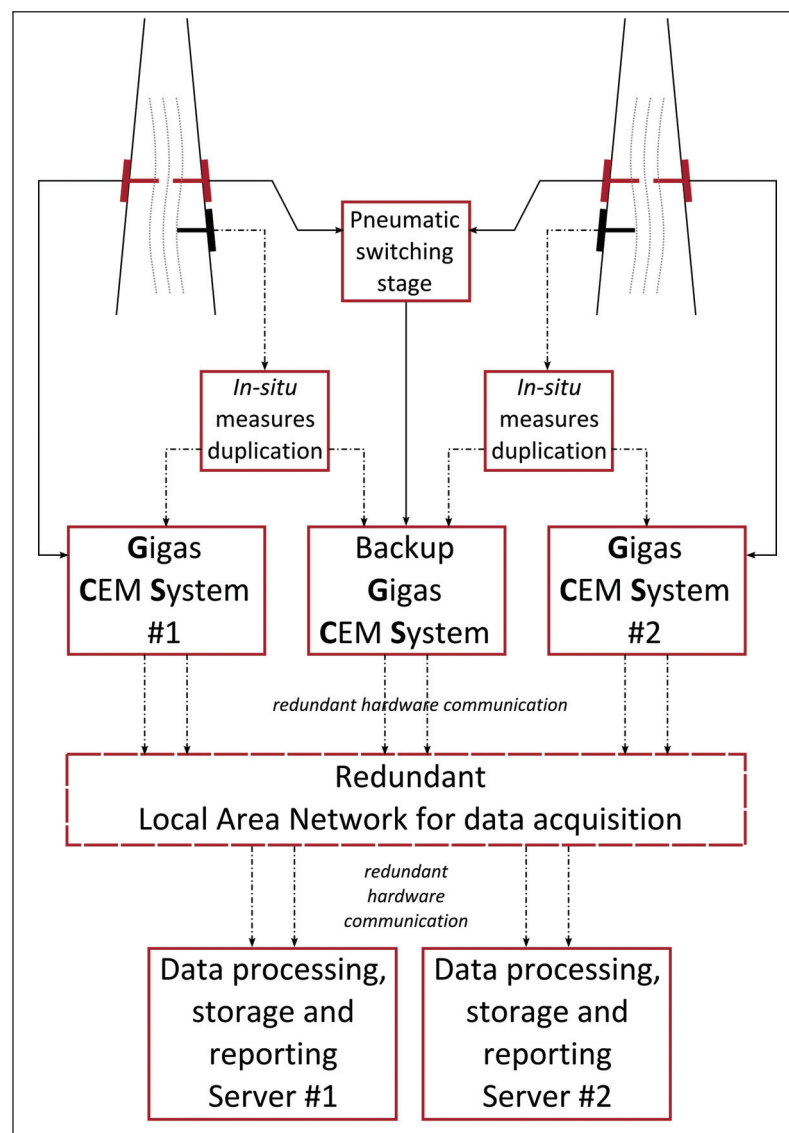 Pneumatic
switching
stage
In-situ
measures
duplication
In-situ
measures
duplication
Gigas
CEM System
#1
Backup
Gigas
CEM System
Gigas
CEM System
#2
redundant hardware communication
Redundant
Local Area Network for data acquisition
redundant
hardware
communication
Data processing,
storage and
reporting
Server #1
Data processing,
storage and
reporting
Server #2